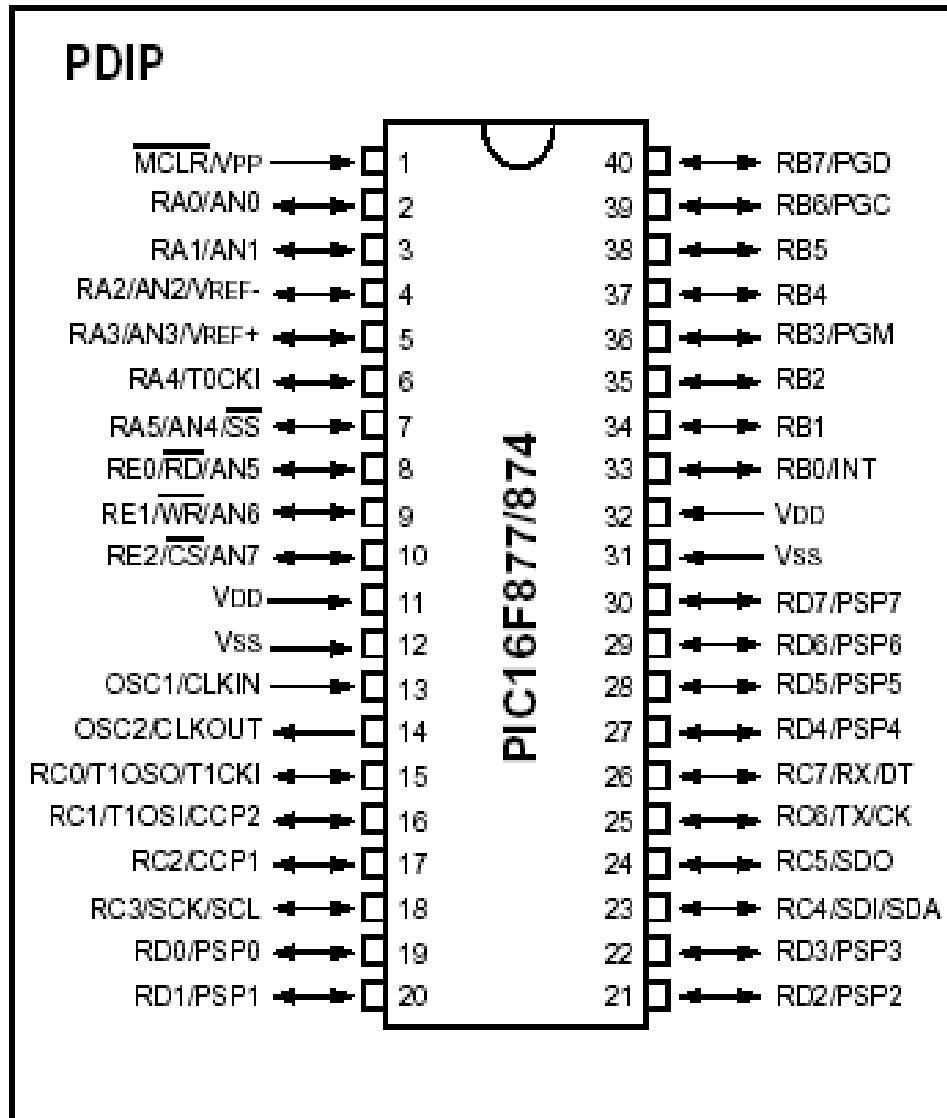 PDIP
MCLR/VPP 1 40 RB7/PGD
RA0/AN0 2 39 RB6/PGC
RA1/AN1 3 38 RB5
RA2/AN2/VREF- 4 37 RB4
RA3/AN3/VREF+ 5 36 RB3/PGM
RA4/T0CKI 6 35 RB2
RA5/AN4/SS 7 34 RB1
RE0/RD/AN5 8 33 RB0/INT
RE1/WR/AN6 9 32 VDD
RE2/CS/AN7 10 31 VSS
VDD 11 30 RD7/PSP7
VSS 12 29 RD6/PSP6
OSC1/CLKIN 13 28 RD5/PSP5
OSC2/CLKOUT 14 27 RD4/PSP4
RC0/T1OSO/T1CKI 15 26 RC7/RX/DT
RC1/T1OSI/CCP2 16 25 RC6/TX/CK
RC2/CCP1 17 24 RC5/SDO
RC3/SCK/SCL 18 23 RC4/SDI/SDA
RD0/PSP0 19 22 RD3/PSP3
RD1/PSP1 20 21 RD2/PSP2
PIC16F877/874